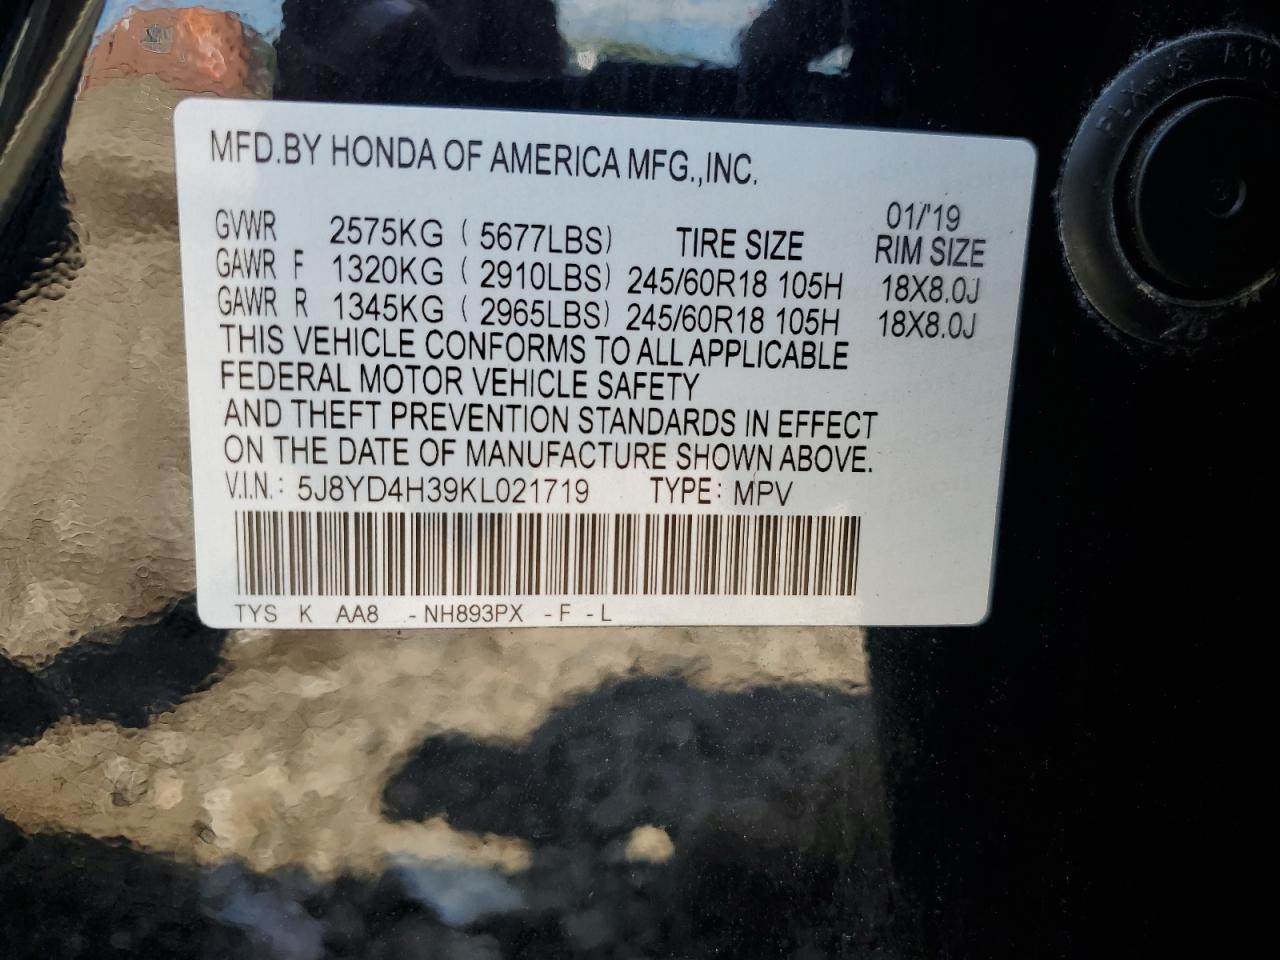 MFD.BY HONDA OF AMERICA MFG.,INC.
01/'19
GVWR 2575KG ( 5677LBS) TIRE SIZE RIM SIZE
GAWR F 1320KG ( 2910LBS) 245/60R18 105H 18X8.0J
GAWR R 1345KG ( 2965LBS) 245/60R18 105H 18X8.0J
THIS VEHICLE CONFORMS TO ALL APPLICABLE
FEDERAL MOTOR VEHICLE SAFETY
AND THEFT PREVENTION STANDARDS IN EFFECT
ON THE DATE OF MANUFACTURE SHOWN ABOVE.
V.I.N.: 5J8YD4H39KL021719 TYPE: MPV
TYS K AA8 -NH893PX -F -L